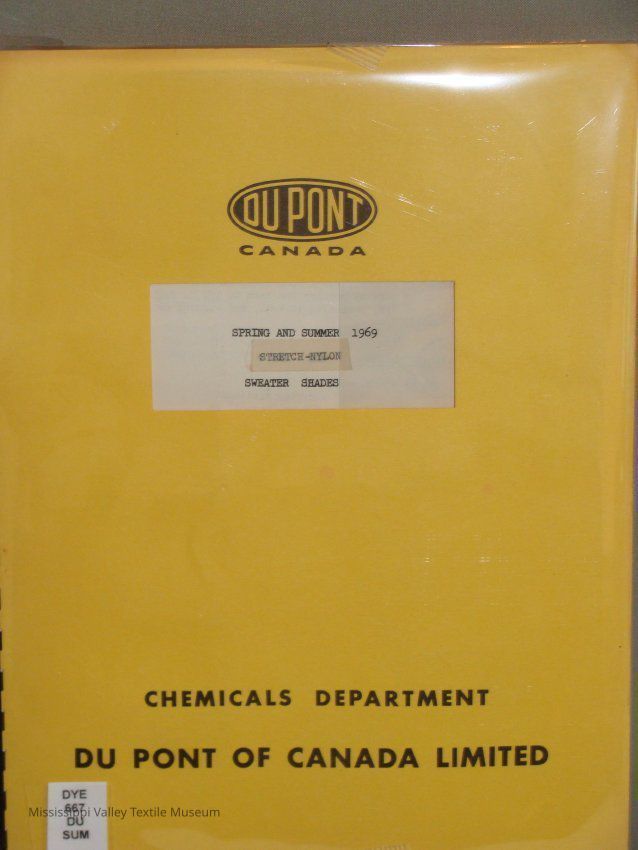 DU PONT
CANADA
SPRING AND SUMMER 1969
STRETCH-NYLON
SWEATER SHADES
CHEMICALS DEPARTMENT
DU PONT OF CANADA LIMITED
DYE
667
DU
SUM
Mississippi Valley Textile Museum